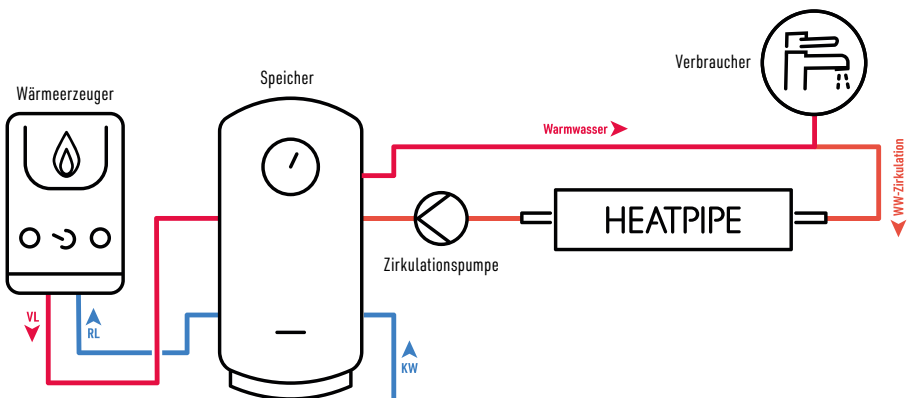 Wärmeerzeuger
Speicher
Verbraucher
Warmwasser
WW-Zirkulation
HEATPIPE
Zirkulationspumpe
VL
RL
KW